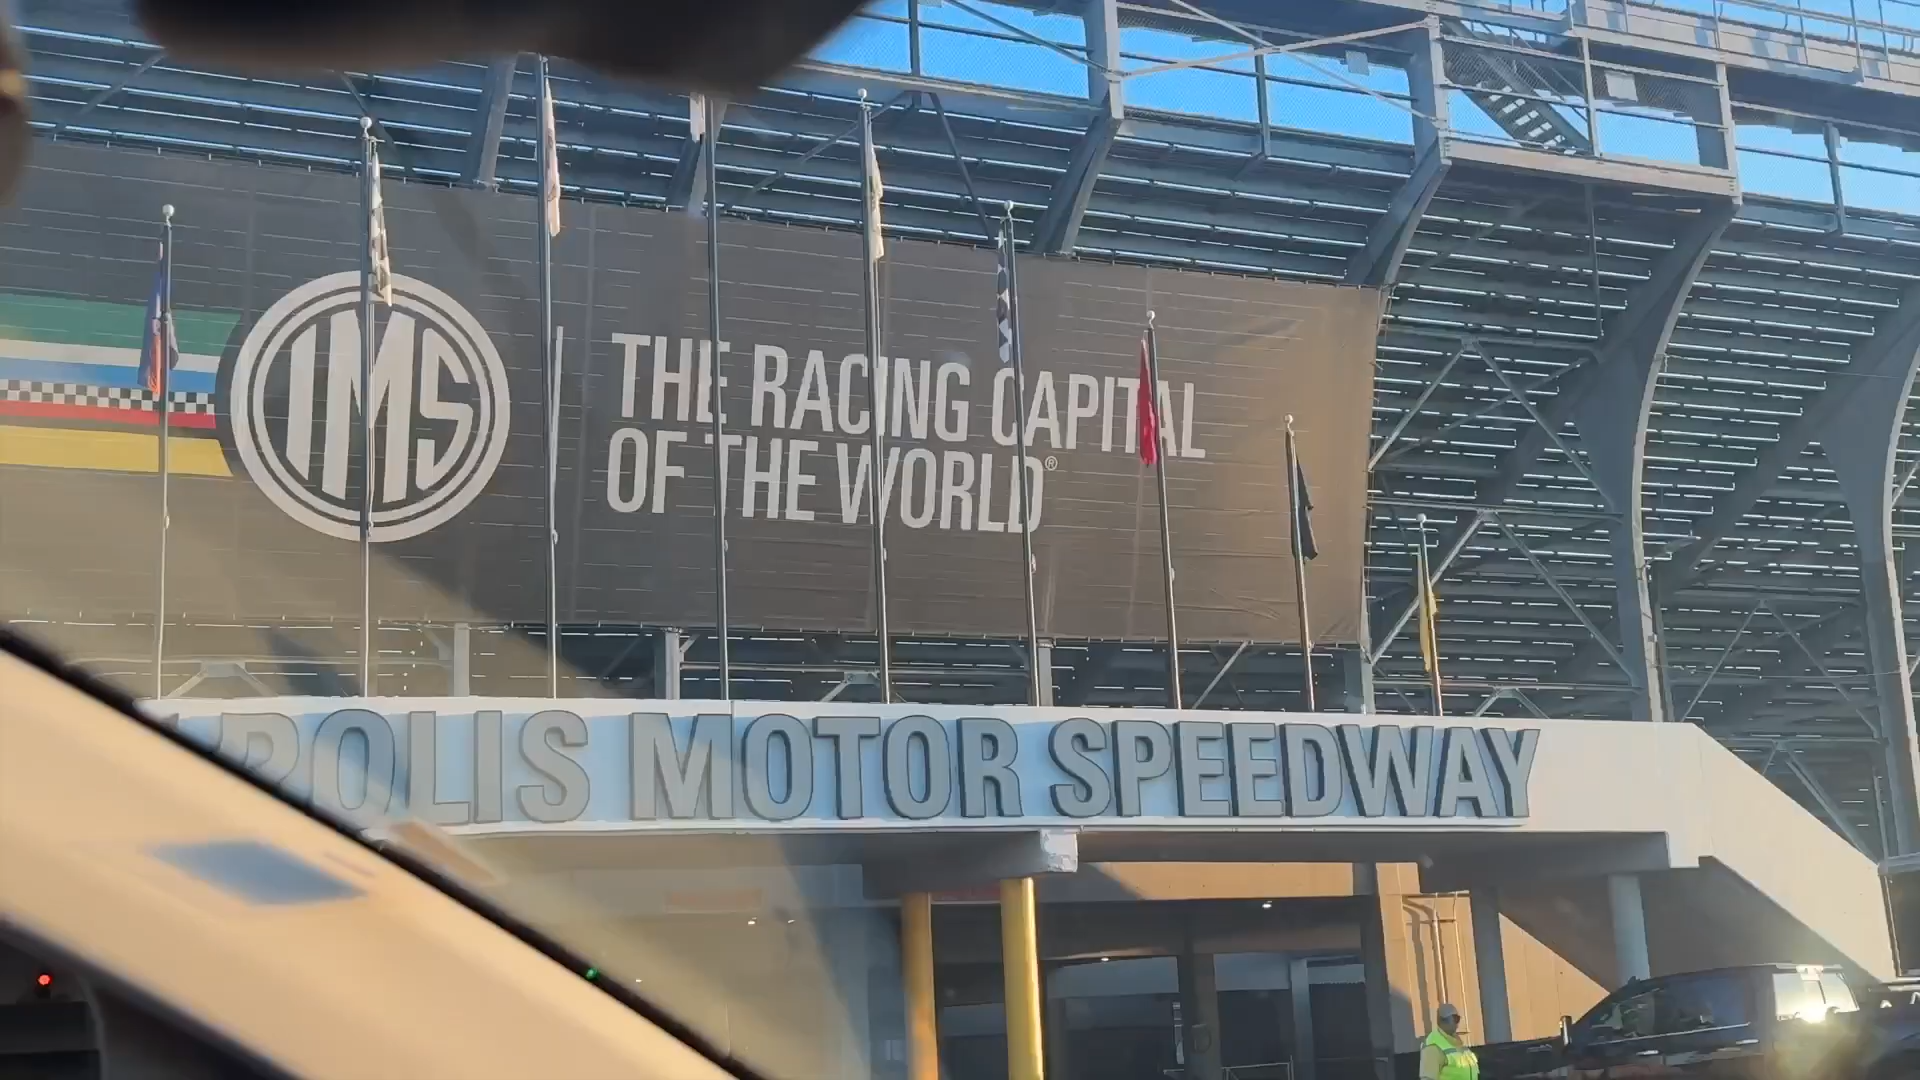 IMS
THE RACING CAPITAL
OF THE WORLD®
POLIS MOTOR SPEEDWAY